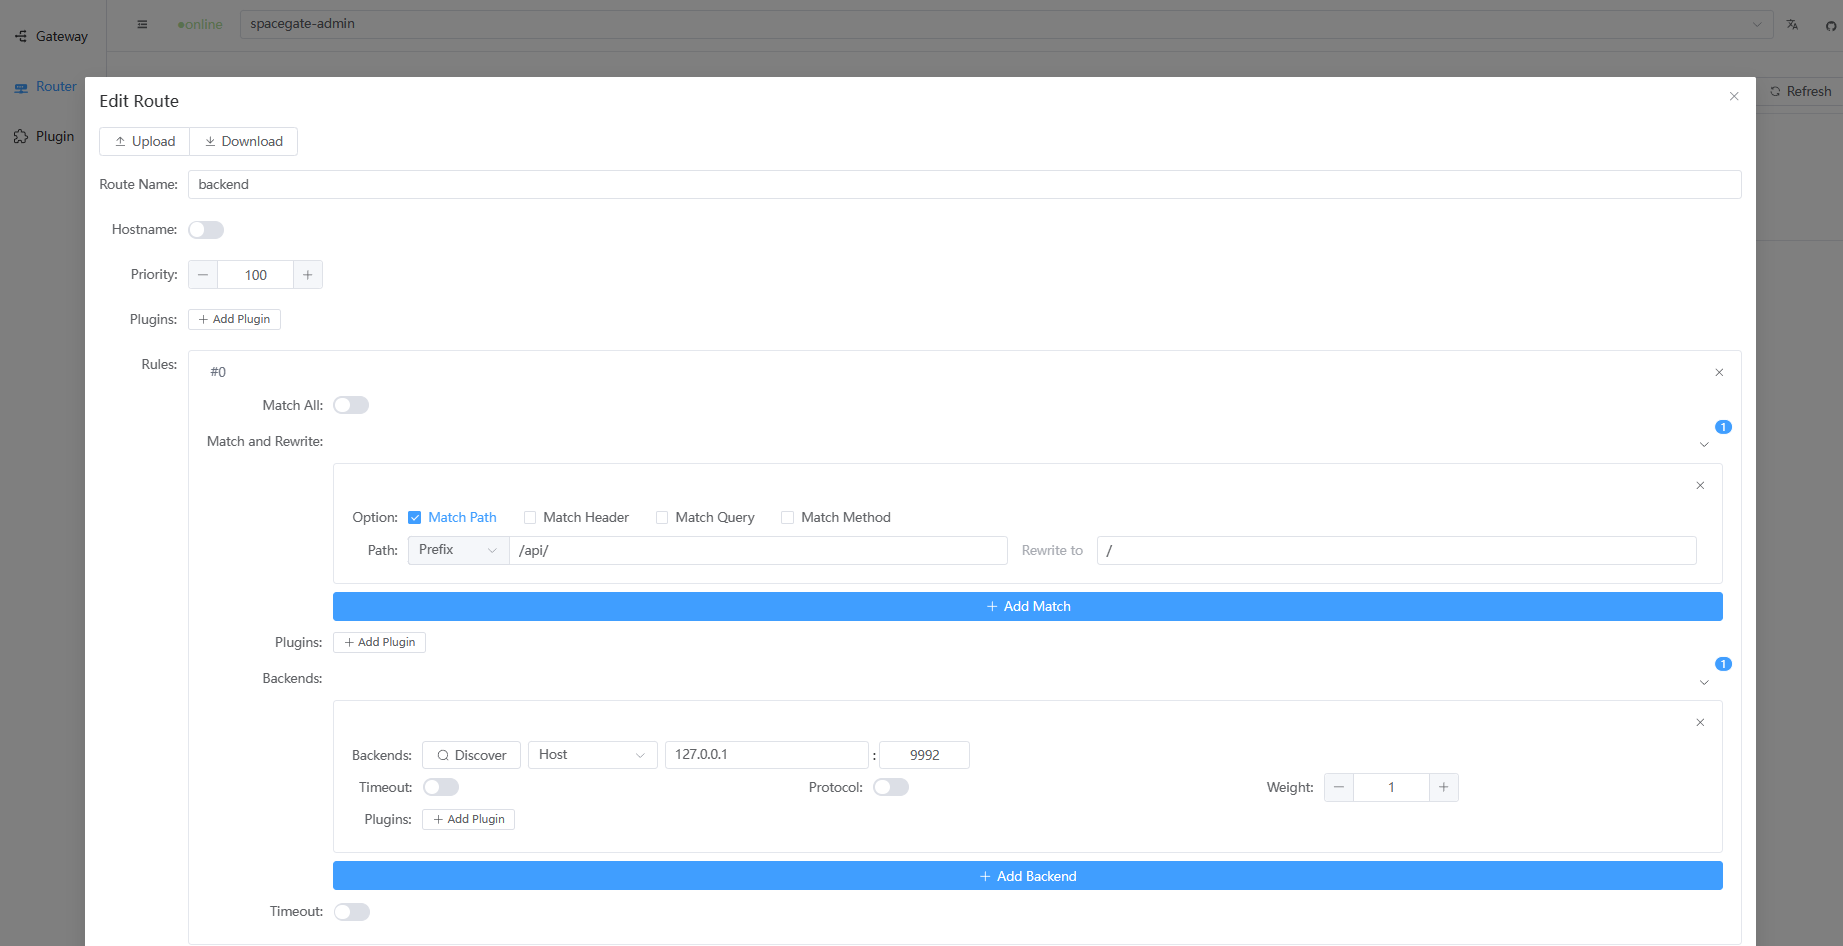 Gateway
online
spacegate-admin
Router
Refresh
Plugin
Edit Route
Upload
Download
Route Name:
backend
Hostname:
Priority:
100
Plugins:
Add Plugin
Rules:
#0
Match All:
Match and Rewrite:
1
Option:
Match Path
Match Header
Match Query
Match Method
Path:
Prefix
/api/
Rewrite to
/
Add Match
Plugins:
Add Plugin
Backends:
1
Backends:
Discover
Host
127.0.0.1
:
9992
Timeout:
Protocol:
Weight:
1
Plugins:
Add Plugin
Add Backend
Timeout: